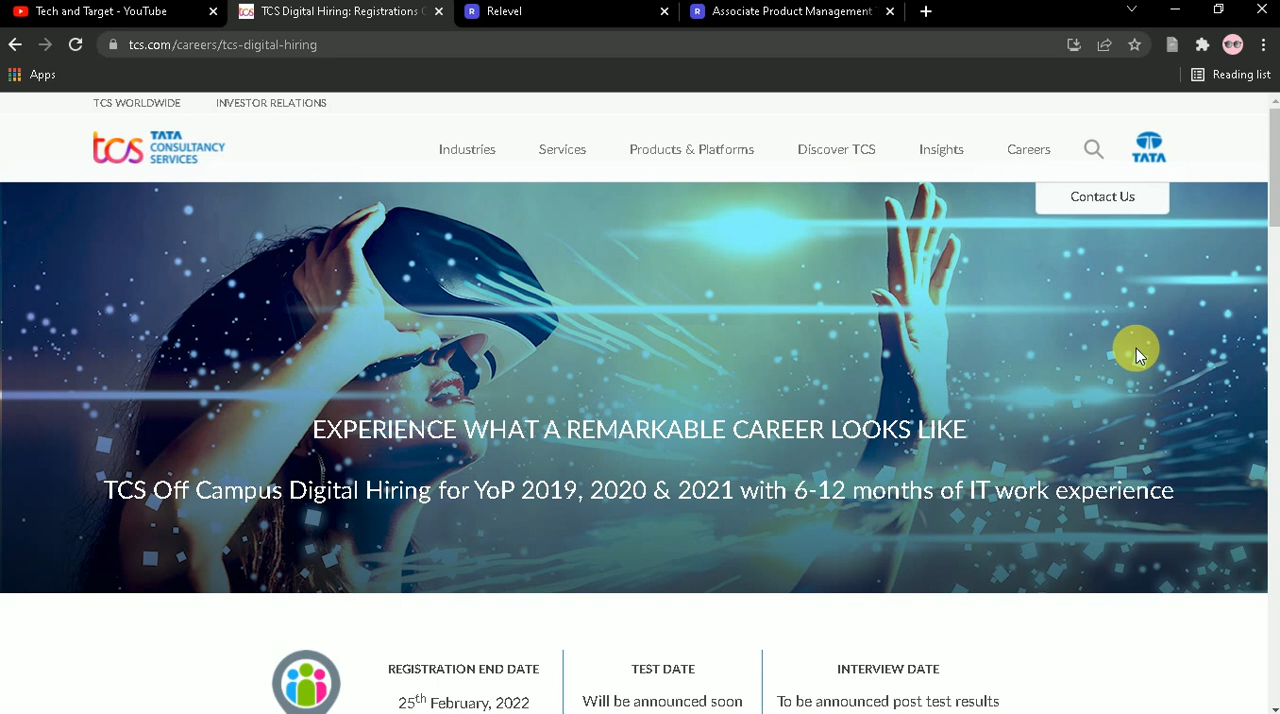 Tech and Target - YouTube
TCS Digital Hiring: Registrations
Relevel
Associate Product Management
tcs.com/careers/tcs-digital-hiring
Apps
Reading list
TCS WORLDWIDE INVESTOR RELATIONS
tcs TATA CONSULTANCY SERVICES
Industries Services Products & Platforms Discover TCS Insights Careers
TATA
Contact Us
EXPERIENCE WHAT A REMARKABLE CAREER LOOKS LIKE
TCS Off Campus Digital Hiring for YoP 2019, 2020 & 2021 with 6-12 months of IT work experience
REGISTRATION END DATE TEST DATE INTERVIEW DATE
25th February, 2022 Will be announced soon To be announced post test results